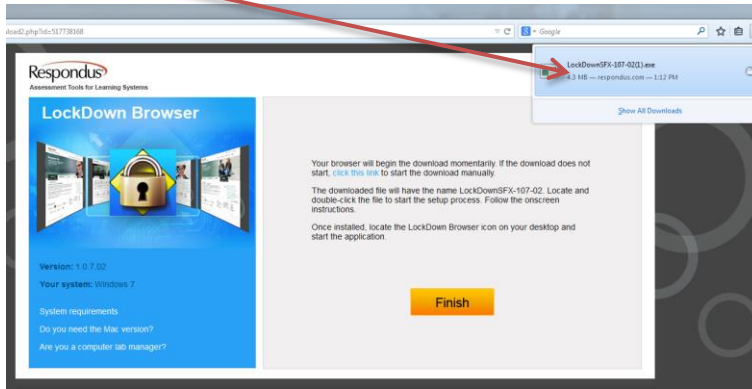 nload2.php?id=517738168
Google
LockDownSFX-107-02(1).exe
4.3 MB — respondus.com — 1:12 PM
Show All Downloads
Respondus
Assessment Tools for Learning Systems
LockDown Browser
Your browser will begin the download momentarily. If the download does not
start, click this link to start the download manually.
The downloaded file will have the name LockDownSFX-107-02. Locate and
double-click the file to start the setup process. Follow the onscreen
instructions.
Once installed, locate the LockDown Browser icon on your desktop and
start the application.
Version: 1.0.7.02
Your system: Windows 7
System requirements
Do you need the Mac version?
Are you a computer lab manager?
Finish